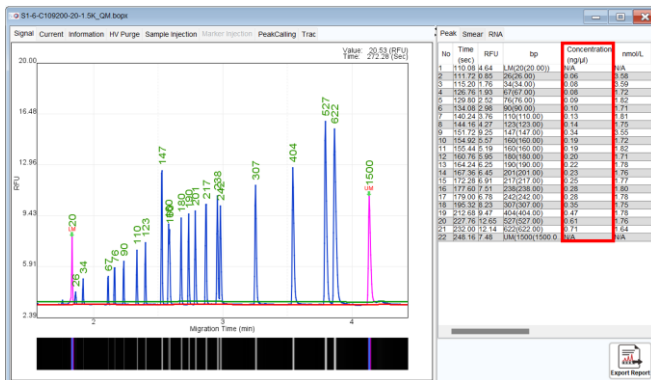 S1-6-C109200-20-1.5K_QM.bopx
Signal Current Information HV Purge Sample Injection Marker Injection PeakCalling Trac
Value: 20.53 (RFU)
Time: 272.28 (Sec)
20.00
16.48
12.96
9.43
5.91
2.39
RFU
20
LM
26
34
67
76
90
110
123
147
160
160
180
190
201
217
238
242
307
404
527
622
1500
UM
2
3
4
Migration Time (min)
Peak Smear RNA
No Time (sec) RFU bp Concentration (ng/µl) nmol/L
1 110.08 4.64 LM(20(20.00)) N/A N/A
2 111.72 0.85 26(26.00) 0.06 3.58
3 115.20 1.76 34(34.00) 0.08 3.59
4 126.76 1.93 67(67.00) 0.08 1.72
5 129.80 2.52 76(76.00) 0.09 1.82
6 134.08 2.98 90(90.00) 0.10 1.71
7 140.24 3.76 110(110.00) 0.13 1.81
8 144.16 4.27 123(123.00) 0.14 1.75
9 151.72 9.25 147(147.00) 0.34 3.55
10 154.92 5.57 160(160.00) 0.19 1.72
11 155.44 5.19 160(160.00) 0.19 1.82
12 160.76 5.95 180(180.00) 0.20 1.71
13 164.24 6.25 190(190.00) 0.22 1.78
14 167.36 6.45 201(201.00) 0.23 1.76
15 172.28 6.91 217(217.00) 0.25 1.77
16 177.60 7.51 238(238.00) 0.28 1.80
17 179.00 6.78 242(242.00) 0.28 1.78
18 195.32 8.23 307(307.00) 0.35 1.75
19 212.68 9.47 404(404.00) 0.47 1.78
20 227.76 12.65 527(527.00) 0.61 1.76
21 232.00 12.14 622(622.00) 0.71 1.64
22 248.16 7.48 UM(1500(1500.0 N/A N/A
Export Report